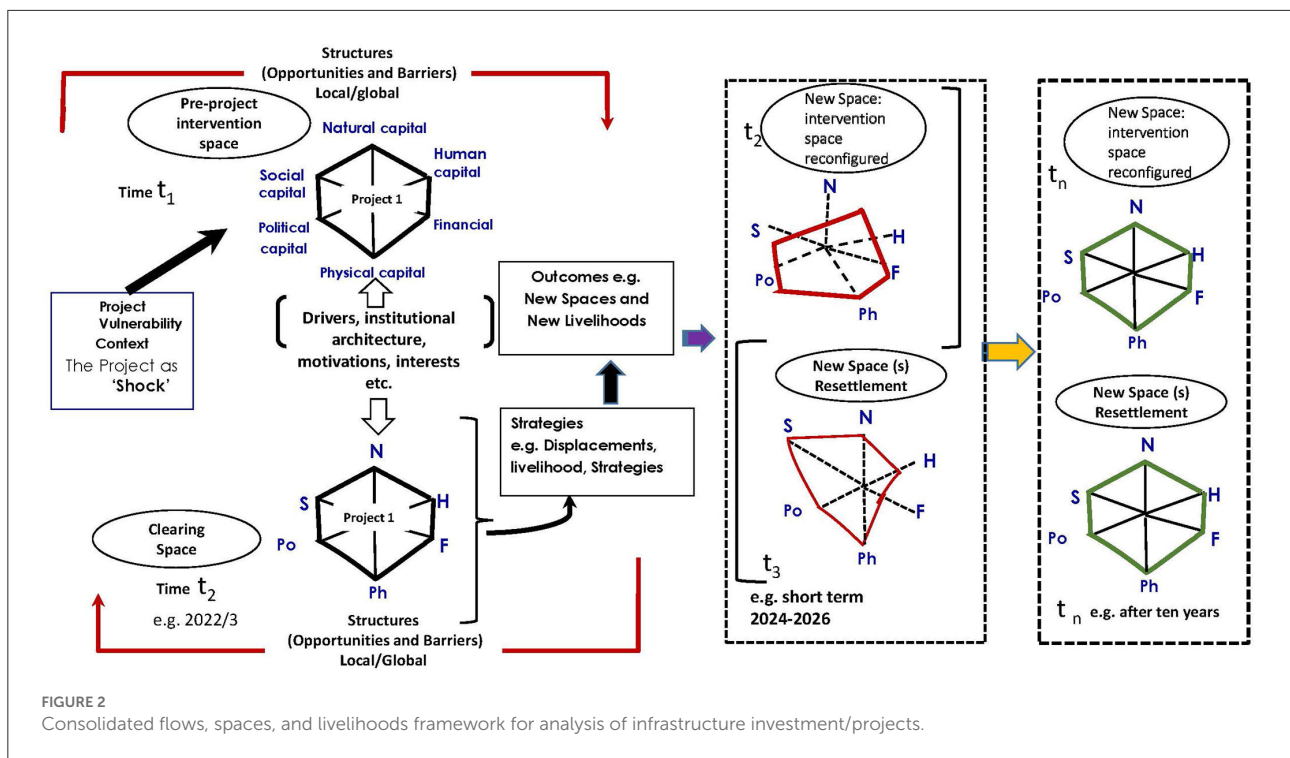 Structures
(Opportunities and Barriers)
Local/global
Pre-project
intervention
space
Time t1
Natural capital
Human
capital
Social
capital
Project 1
Political
capital
Financial
Physical capital
Project
Vulnerability
Context
The Project as
'Shock'
Drivers, institutional
architecture,
motivations, interests
etc.
Outcomes e.g.
New Spaces and
New Livelihoods
Strategies
e.g. Displacements,
livelihood, Strategies
N
S
H
Project 1
Po
F
Ph
Clearing
Space
Time t2
e.g. 2022/3
Structures
(Opportunities and Barriers)
Local/Global
New Space:
intervention
space
reconfigured
t2
N
S
H
F
Po
Ph
New Space (s)
Resettlement
N
S
H
Po
F
Ph
t3
e.g. short term
2024-2026
New Space:
intervention
space
reconfigured
tn
N
S
H
Po
F
Ph
New Space (s)
Resettlement
N
S
H
Po
F
Ph
tn e.g. after ten years
FIGURE 2
Consolidated flows, spaces, and livelihoods framework for analysis of infrastructure investment/projects.